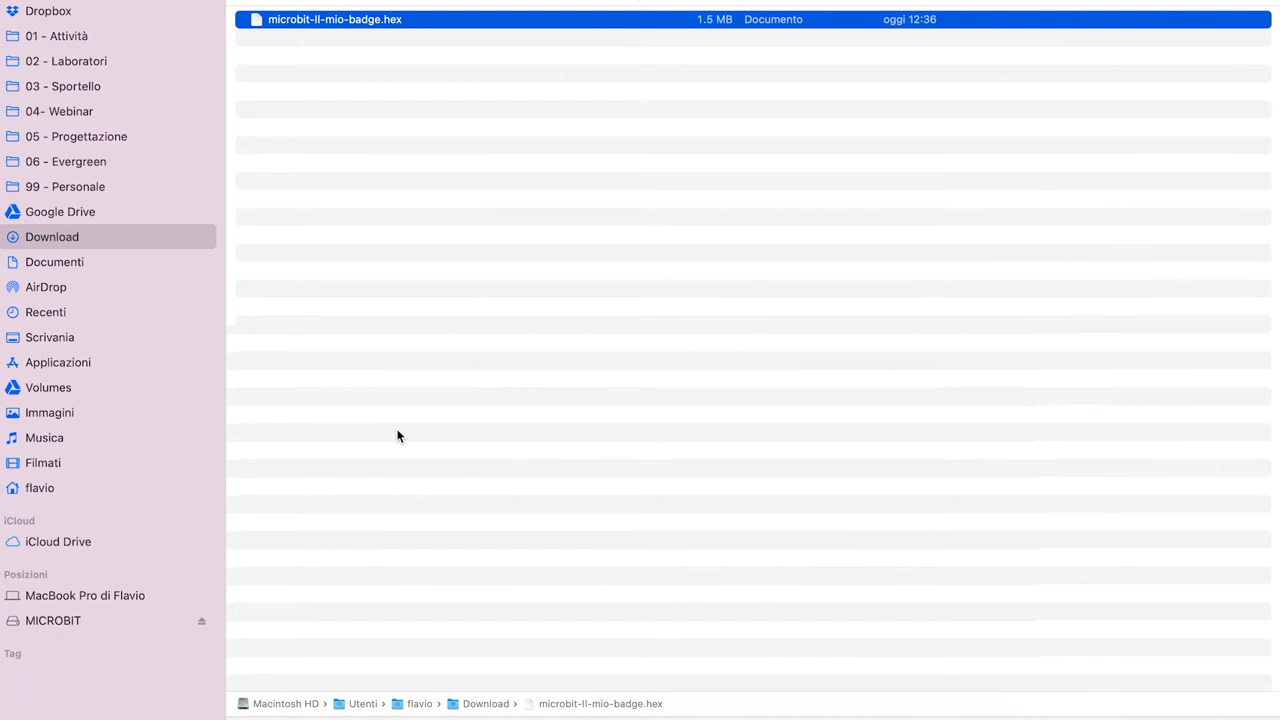 Dropbox
01 - Attività
02 - Laboratori
03 - Sportello
04- Webinar
05 - Progettazione
06 - Evergreen
99 - Personale
Google Drive
Download
Documenti
AirDrop
Recenti
Scrivania
Applicazioni
Volumes
Immagini
Musica
Filmati
flavio
iCloud
iCloud Drive
Posizioni
MacBook Pro di Flavio
MICROBIT
Tag
microbit-Il-mio-badge.hex 1.5 MB Documento oggi 12:36
Macintosh HD › Utenti › flavio › Download › microbit-Il-mio-badge.hex